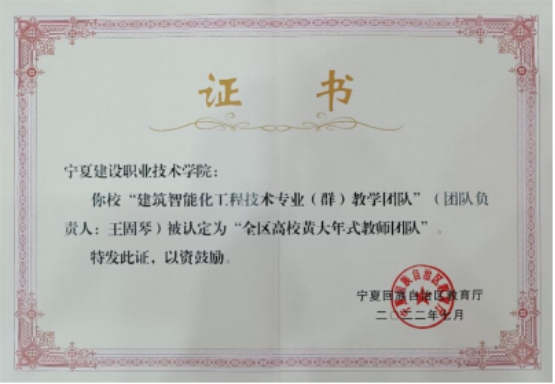 证 书
宁夏建设职业技术学院：
你校“建筑智能化工程技术专业（群）教学团队”（团队负
责人：王固琴）被认定为“全区高校黄大年式教师团队”。
特发此证，以资鼓励。
宁夏回族自治区教育厅
二〇二二年七月